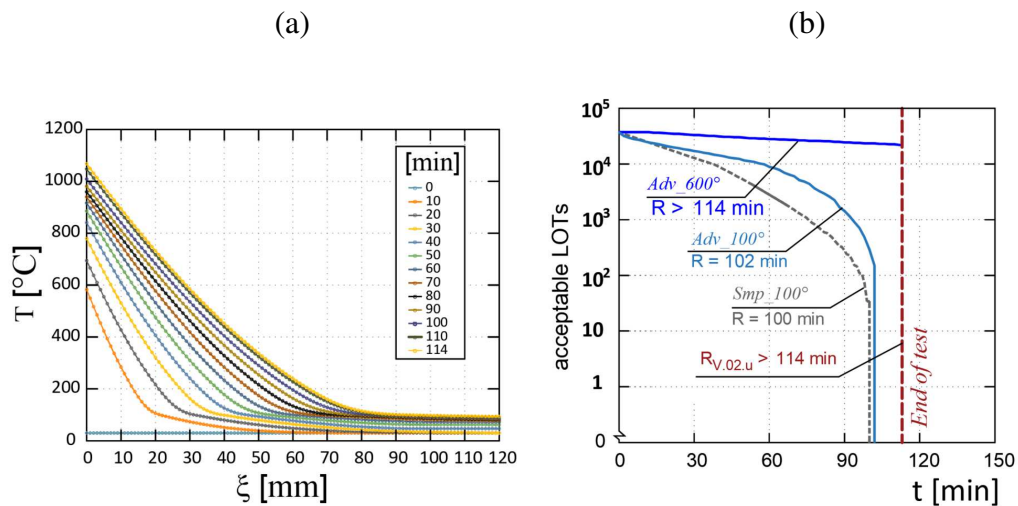 (a)
(b)
1200
1000
800
600
400
200
0
T [°C]
0 10 20 30 40 50 60 70 80 90 100 110 120
ξ [mm]
[min]
0
10
20
30
40
50
60
70
80
90
100
110
114
10⁵
10⁴
10³
10²
10
1
0
acceptable LOTs
Adv_600°
R > 114 min
Adv_100°
R = 102 min
Smp_100°
R = 100 min
R_V.02.u > 114 min
End of test
0 30 60 90 120 150
t [min]